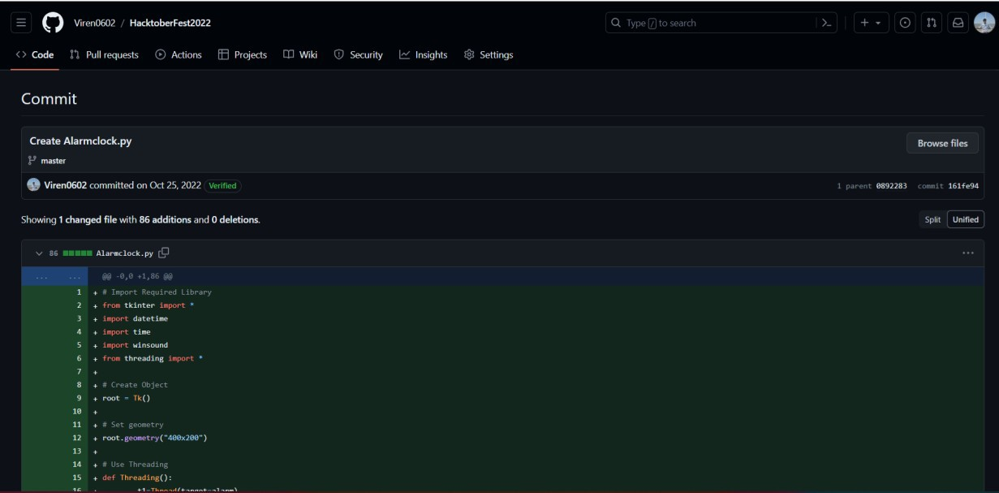 Viren0602 / HacktoberFest2022
Type / to search
Code Pull requests Actions Projects Wiki Security Insights Settings
Commit
Create Alarmclock.py
Browse files
master
Viren0602 committed on Oct 25, 2022 Verified
1 parent 0892283 commit 161fe94
Showing 1 changed file with 86 additions and 0 deletions.
Split Unified
86 Alarmclock.py
... ... @@ -0,0 +1,86 @@
1 + # Import Required Library
2 + from tkinter import *
3 + import datetime
4 + import time
5 + import winsound
6 + from threading import *
7 +
8 + # Create Object
9 + root = Tk()
10 +
11 + # Set geometry
12 + root.geometry("400x200")
13 +
14 + # Use Threading
15 + def Threading():
16 + t1=Thread(target=alarm)